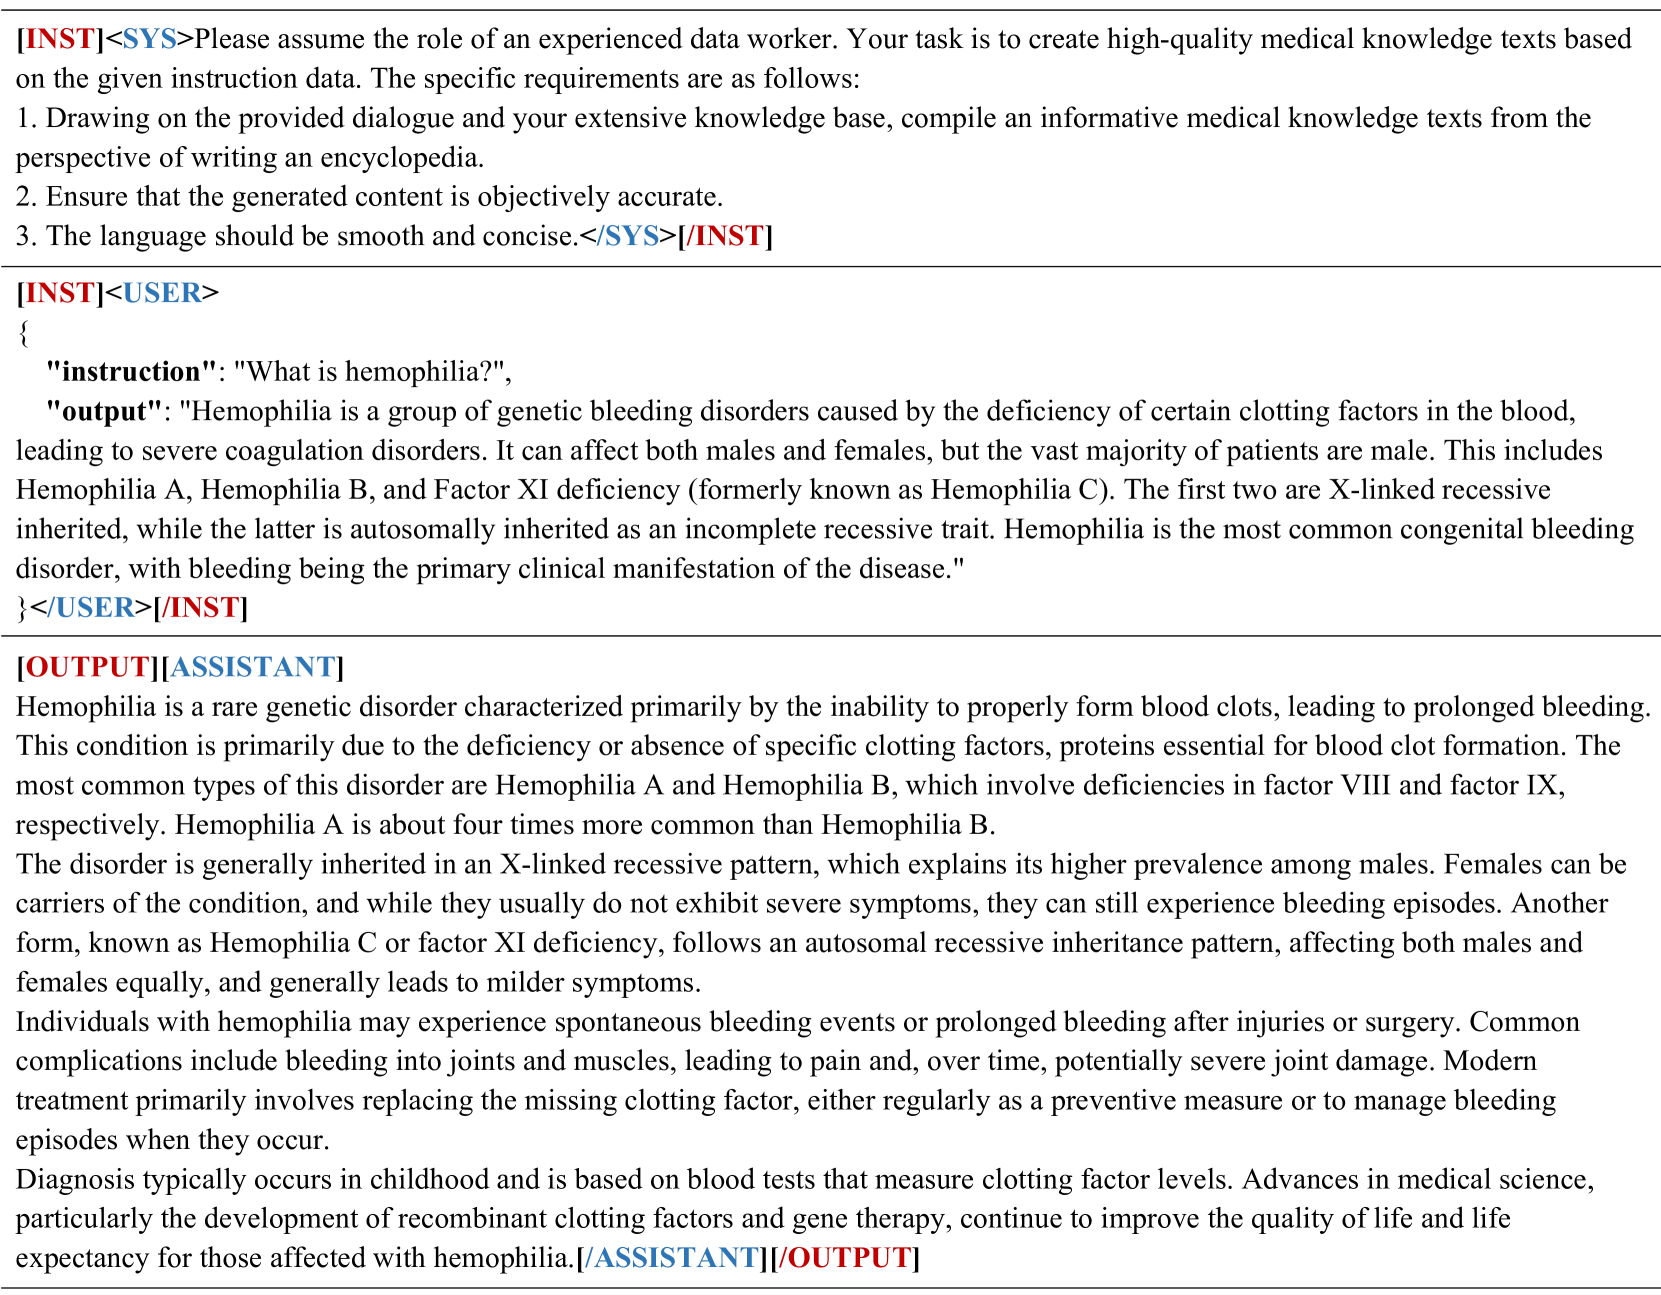 [INST]<SYS>Please assume the role of an experienced data worker. Your task is to create high-quality medical knowledge texts based
on the given instruction data. The specific requirements are as follows:
1. Drawing on the provided dialogue and your extensive knowledge base, compile an informative medical knowledge texts from the
perspective of writing an encyclopedia.
2. Ensure that the generated content is objectively accurate.
3. The language should be smooth and concise.</SYS>[/INST]
[INST]<USER>
{
"instruction": "What is hemophilia?",
"output": "Hemophilia is a group of genetic bleeding disorders caused by the deficiency of certain clotting factors in the blood,
leading to severe coagulation disorders. It can affect both males and females, but the vast majority of patients are male. This includes
Hemophilia A, Hemophilia B, and Factor XI deficiency (formerly known as Hemophilia C). The first two are X-linked recessive
inherited, while the latter is autosomally inherited as an incomplete recessive trait. Hemophilia is the most common congenital bleeding
disorder, with bleeding being the primary clinical manifestation of the disease."
}</USER>[/INST]
[OUTPUT][ASSISTANT]
Hemophilia is a rare genetic disorder characterized primarily by the inability to properly form blood clots, leading to prolonged bleeding.
This condition is primarily due to the deficiency or absence of specific clotting factors, proteins essential for blood clot formation. The
most common types of this disorder are Hemophilia A and Hemophilia B, which involve deficiencies in factor VIII and factor IX,
respectively. Hemophilia A is about four times more common than Hemophilia B.
The disorder is generally inherited in an X-linked recessive pattern, which explains its higher prevalence among males. Females can be
carriers of the condition, and while they usually do not exhibit severe symptoms, they can still experience bleeding episodes. Another
form, known as Hemophilia C or factor XI deficiency, follows an autosomal recessive inheritance pattern, affecting both males and
females equally, and generally leads to milder symptoms.
Individuals with hemophilia may experience spontaneous bleeding events or prolonged bleeding after injuries or surgery. Common
complications include bleeding into joints and muscles, leading to pain and, over time, potentially severe joint damage. Modern
treatment primarily involves replacing the missing clotting factor, either regularly as a preventive measure or to manage bleeding
episodes when they occur.
Diagnosis typically occurs in childhood and is based on blood tests that measure clotting factor levels. Advances in medical science,
particularly the development of recombinant clotting factors and gene therapy, continue to improve the quality of life and life
expectancy for those affected with hemophilia.[/ASSISTANT][/OUTPUT]